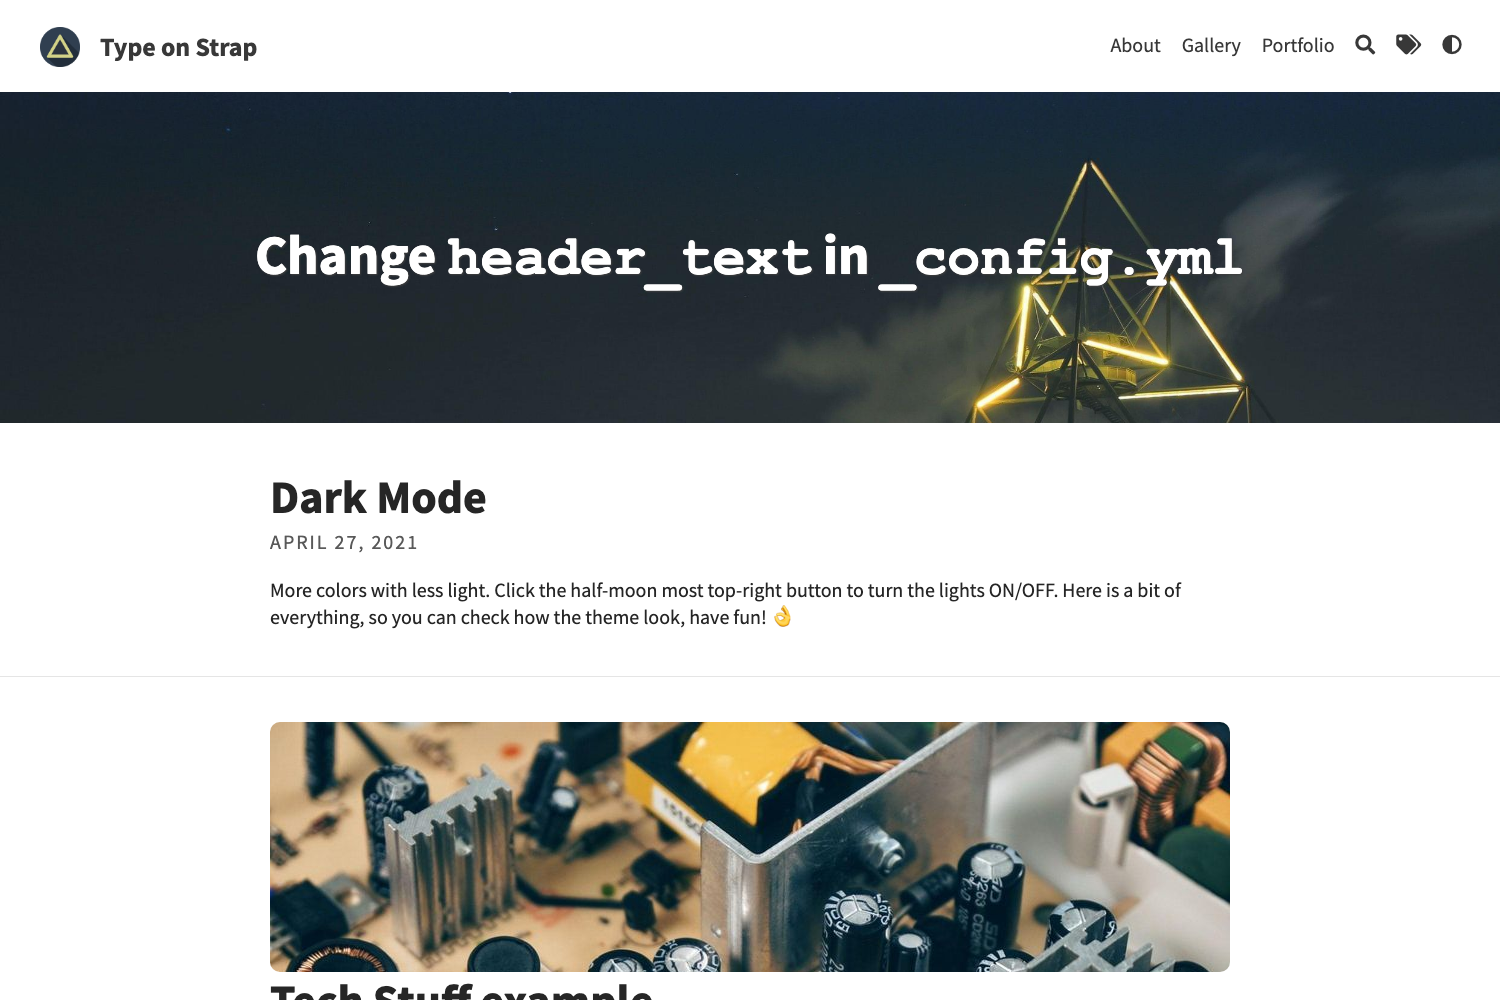 Type on Strap
About Gallery Portfolio
Change header_text in _config.yml
Dark Mode
APRIL 27, 2021
More colors with less light. Click the half-moon most top-right button to turn the lights ON/OFF. Here is a bit of
everything, so you can check how the theme look, have fun! 👌
Tech Stuff example